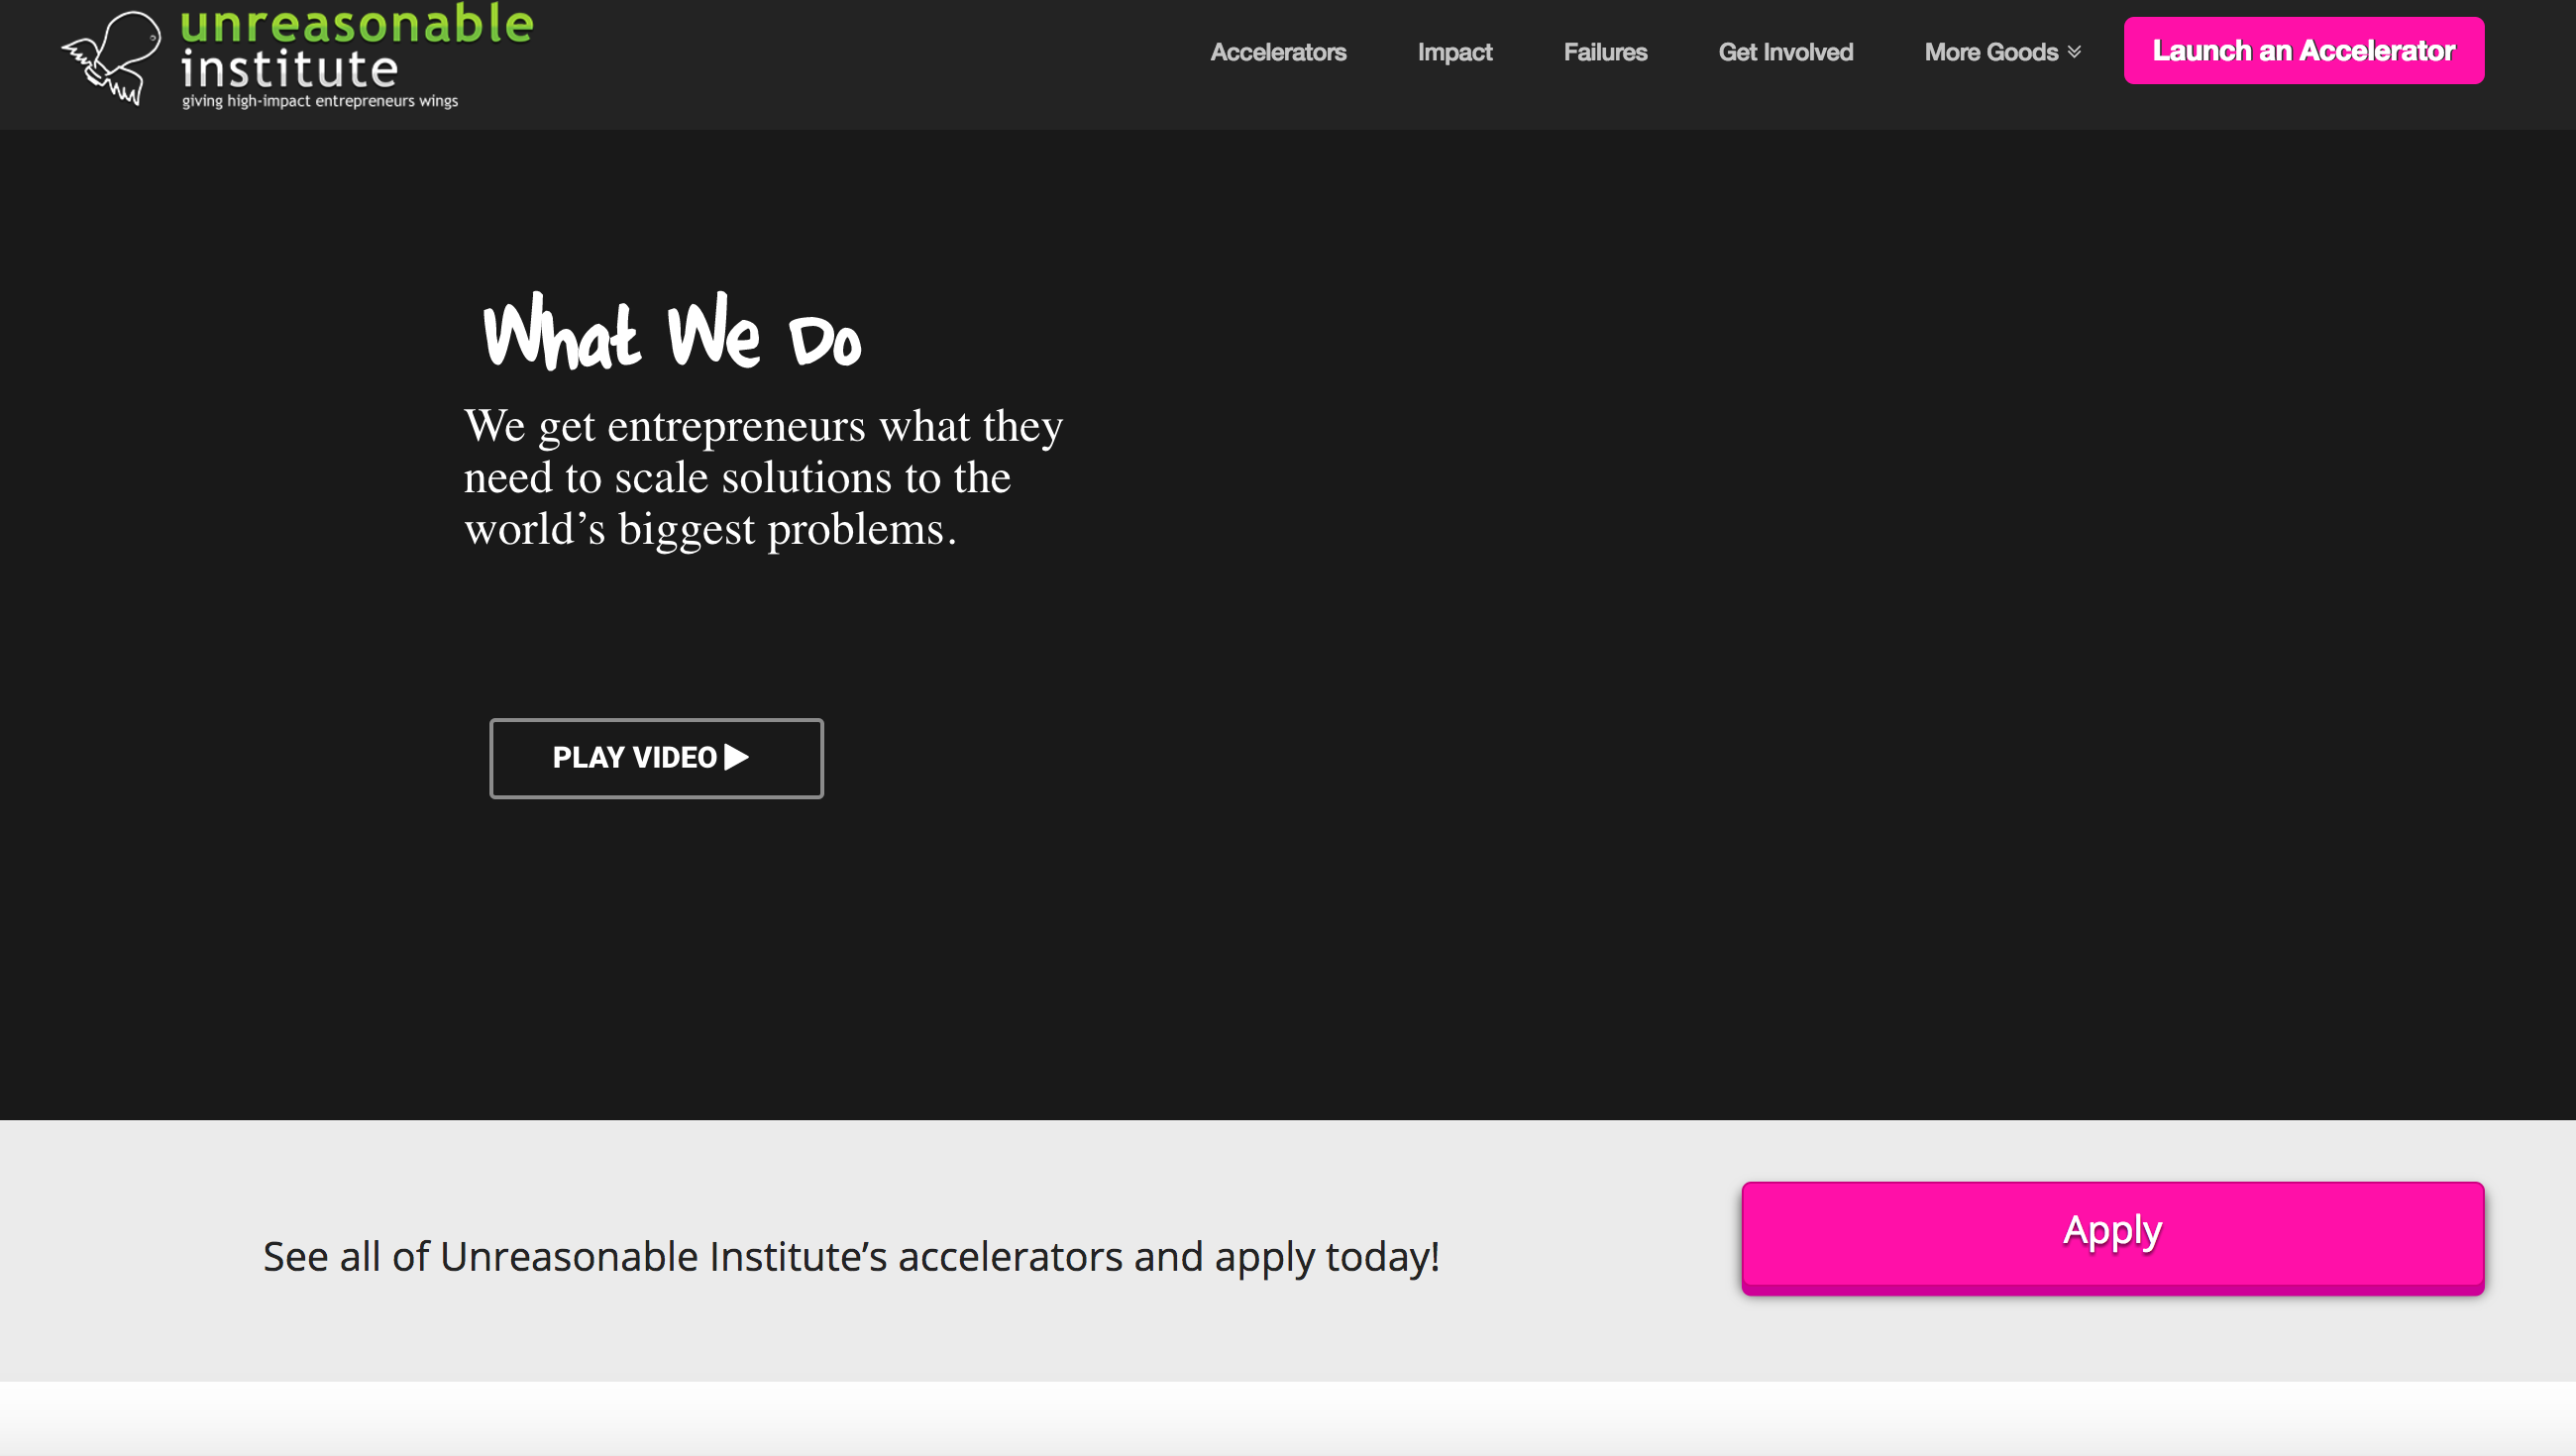 unreasonable
institute
giving high-impact entrepreneurs wings
Accelerators
Impact
Failures
Get Involved
More Goods
Launch an Accelerator
What We Do
We get entrepreneurs what they
need to scale solutions to the
world’s biggest problems.
PLAY VIDEO
See all of Unreasonable Institute’s accelerators and apply today!
Apply